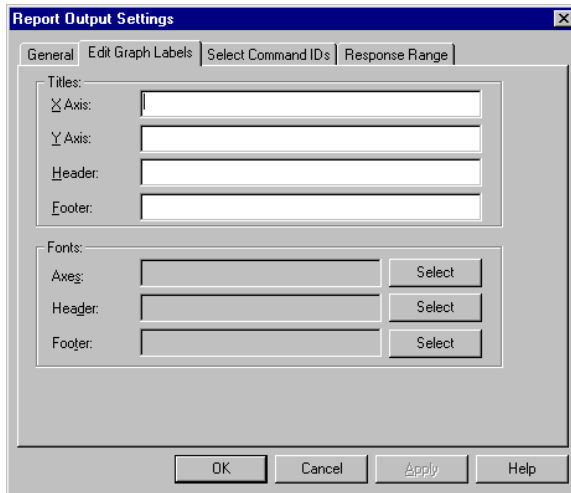 Report Output Settings
General Edit Graph Labels Select Command IDs Response Range
Titles:
X Axis:
Y Axis:
Header:
Footer:
Fonts:
Axes: Select
Header: Select
Footer: Select
OK Cancel Apply Help